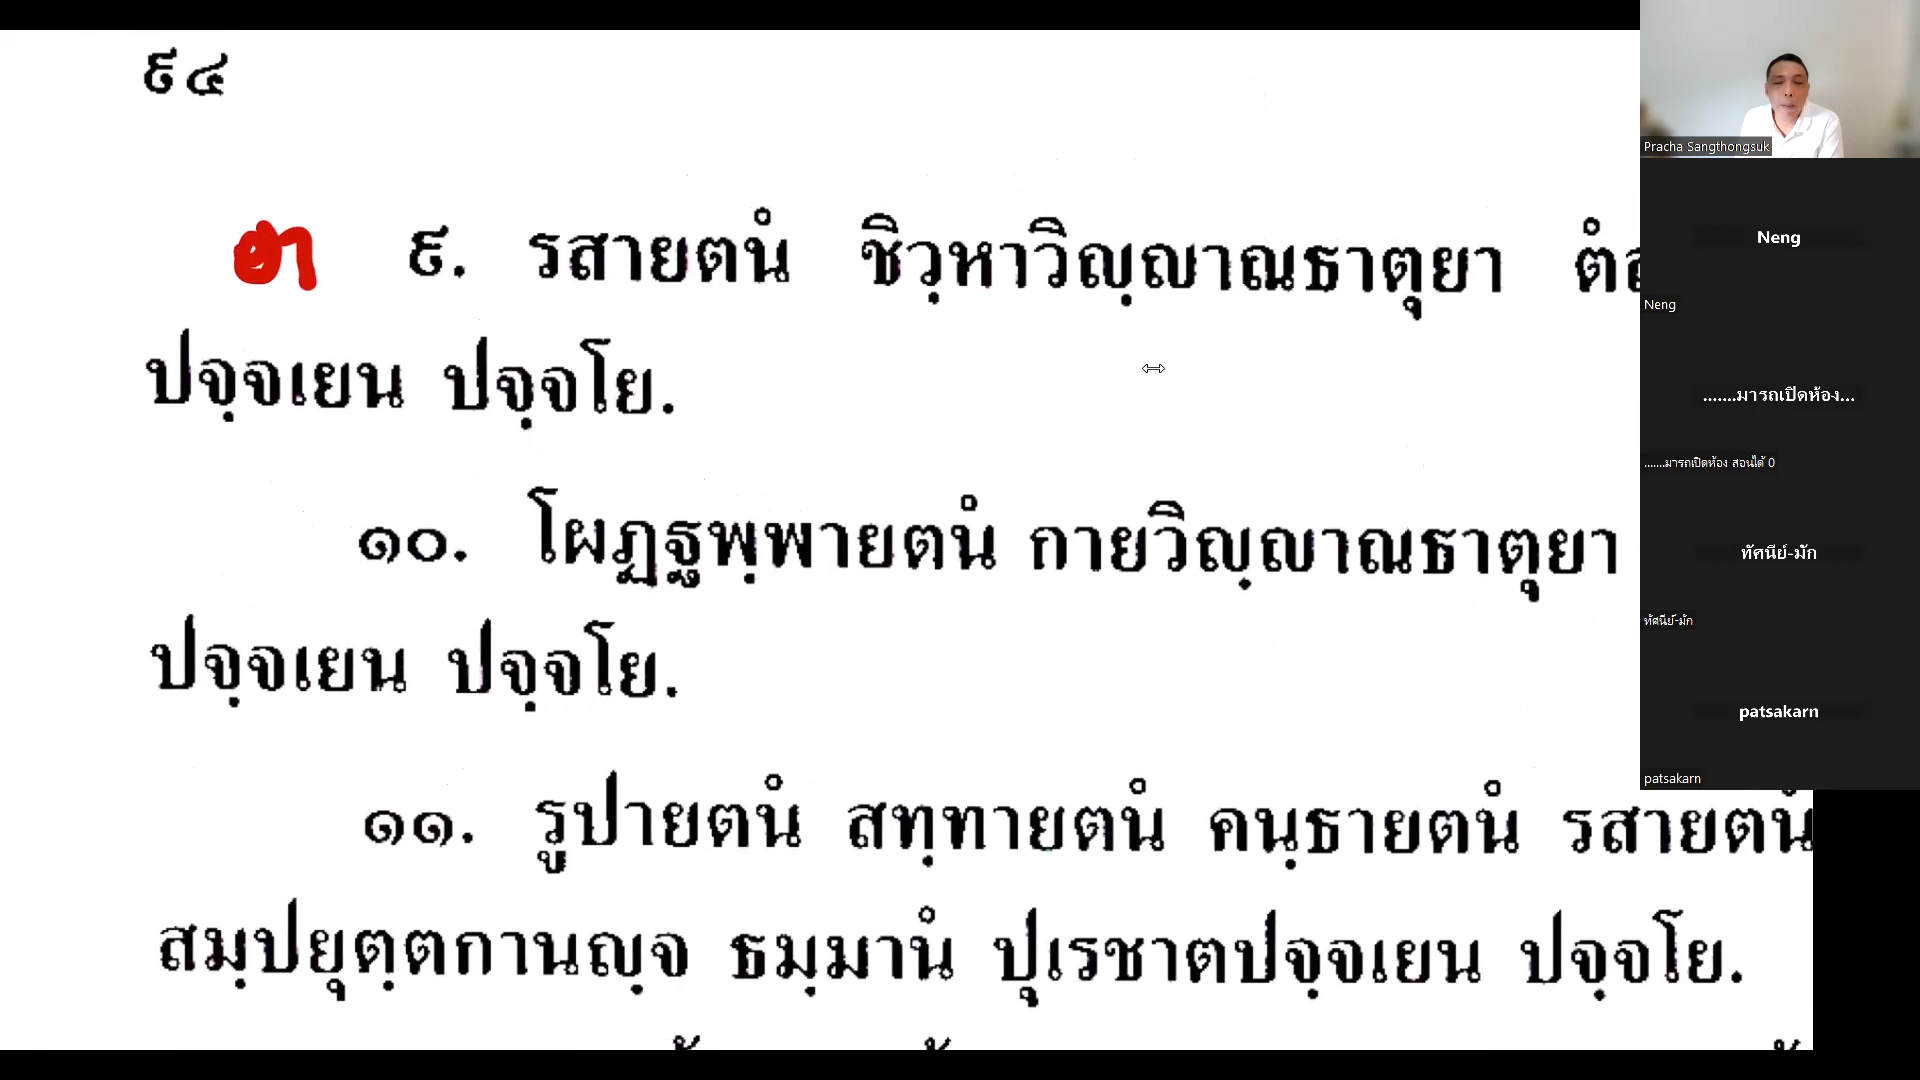 ๙๔
อา ๙. รสายตนํ ชิวฺหาวิญฺญาณธาตุยา ตํส
ปจฺจเยน ปจฺจโย.
๑๐. โผฏฺฐพฺพายตนํ กายวิญฺญาณธาตุยา
ปจฺจเยน ปจฺจโย.
๑๑. รูปายตนํ สทฺทายตนํ คนฺธายตนํ รสายตนํ
สมฺปยุตฺตกานญฺจ ธมฺมานํ ปุเรชาตปจฺจเยน ปจฺจโย.
Pracha Sangthongsuk
Neng
Neng
.......มารถเปิดห้อง...
.......มารถเปิดห้อง สอนได้ 0
ทัศนีย์-มัก
ทัศนีย์-มัก
patsakarn
patsakarn